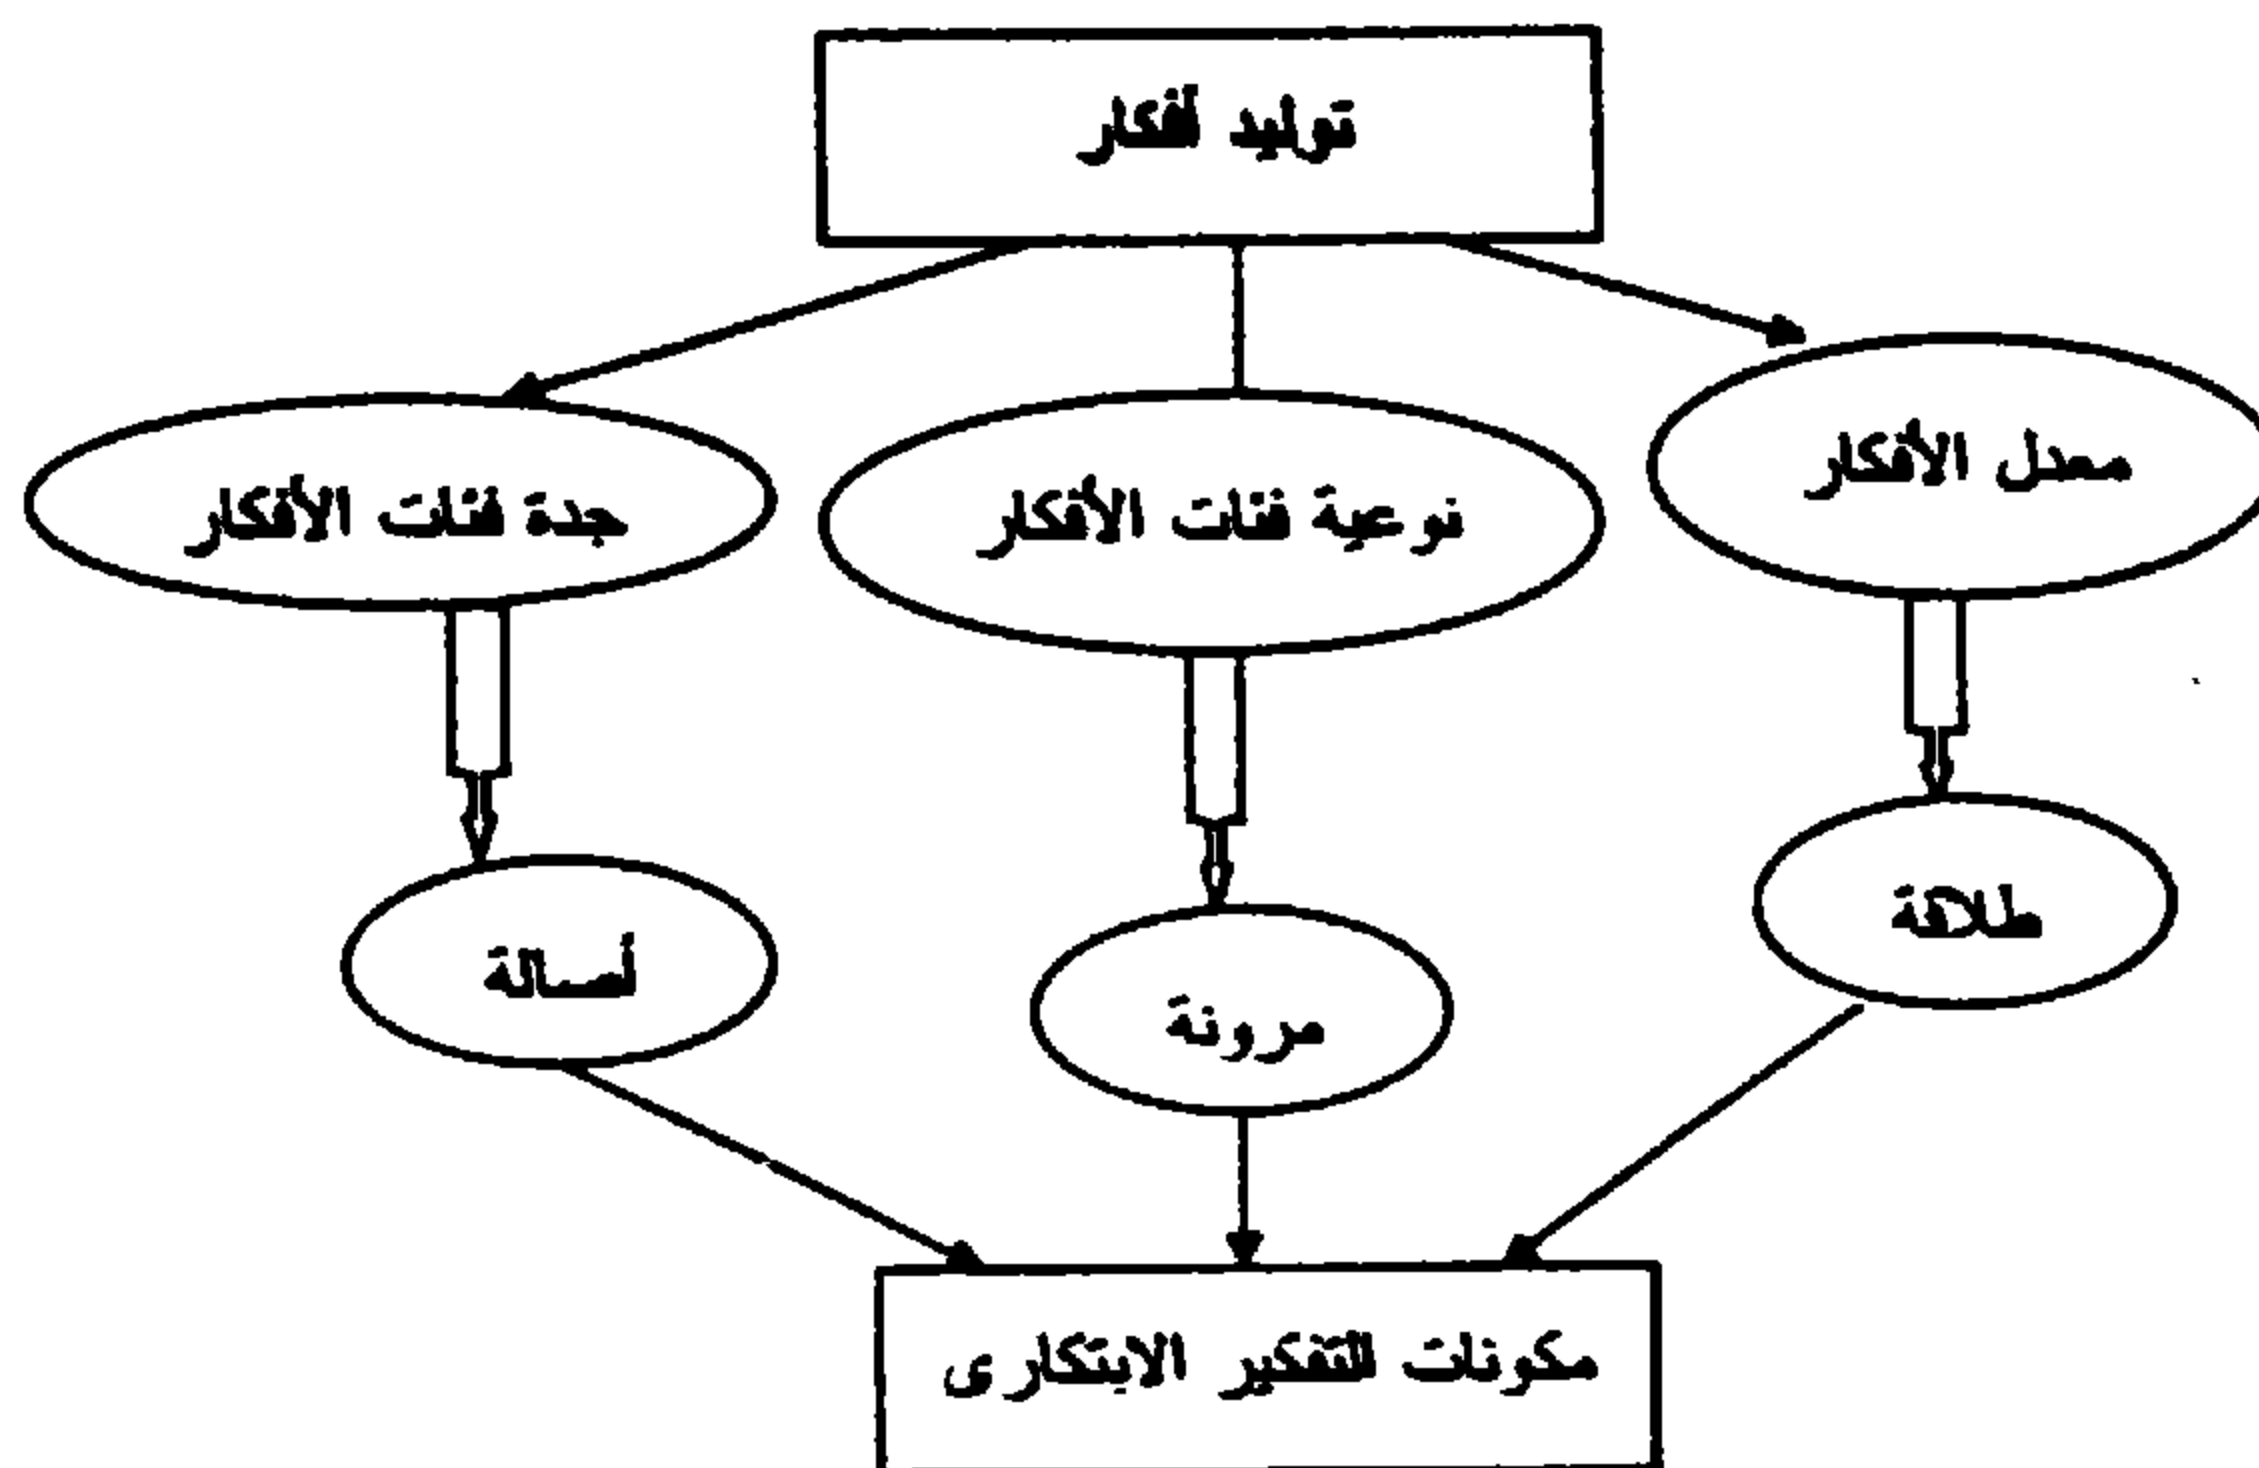 توليد أفكار
معدل الأفكار
نوعية فئات الأفكار
جدة فئات الأفكار
طلاقة
مرونة
أصالة
مكونات التفكير الابتكارى